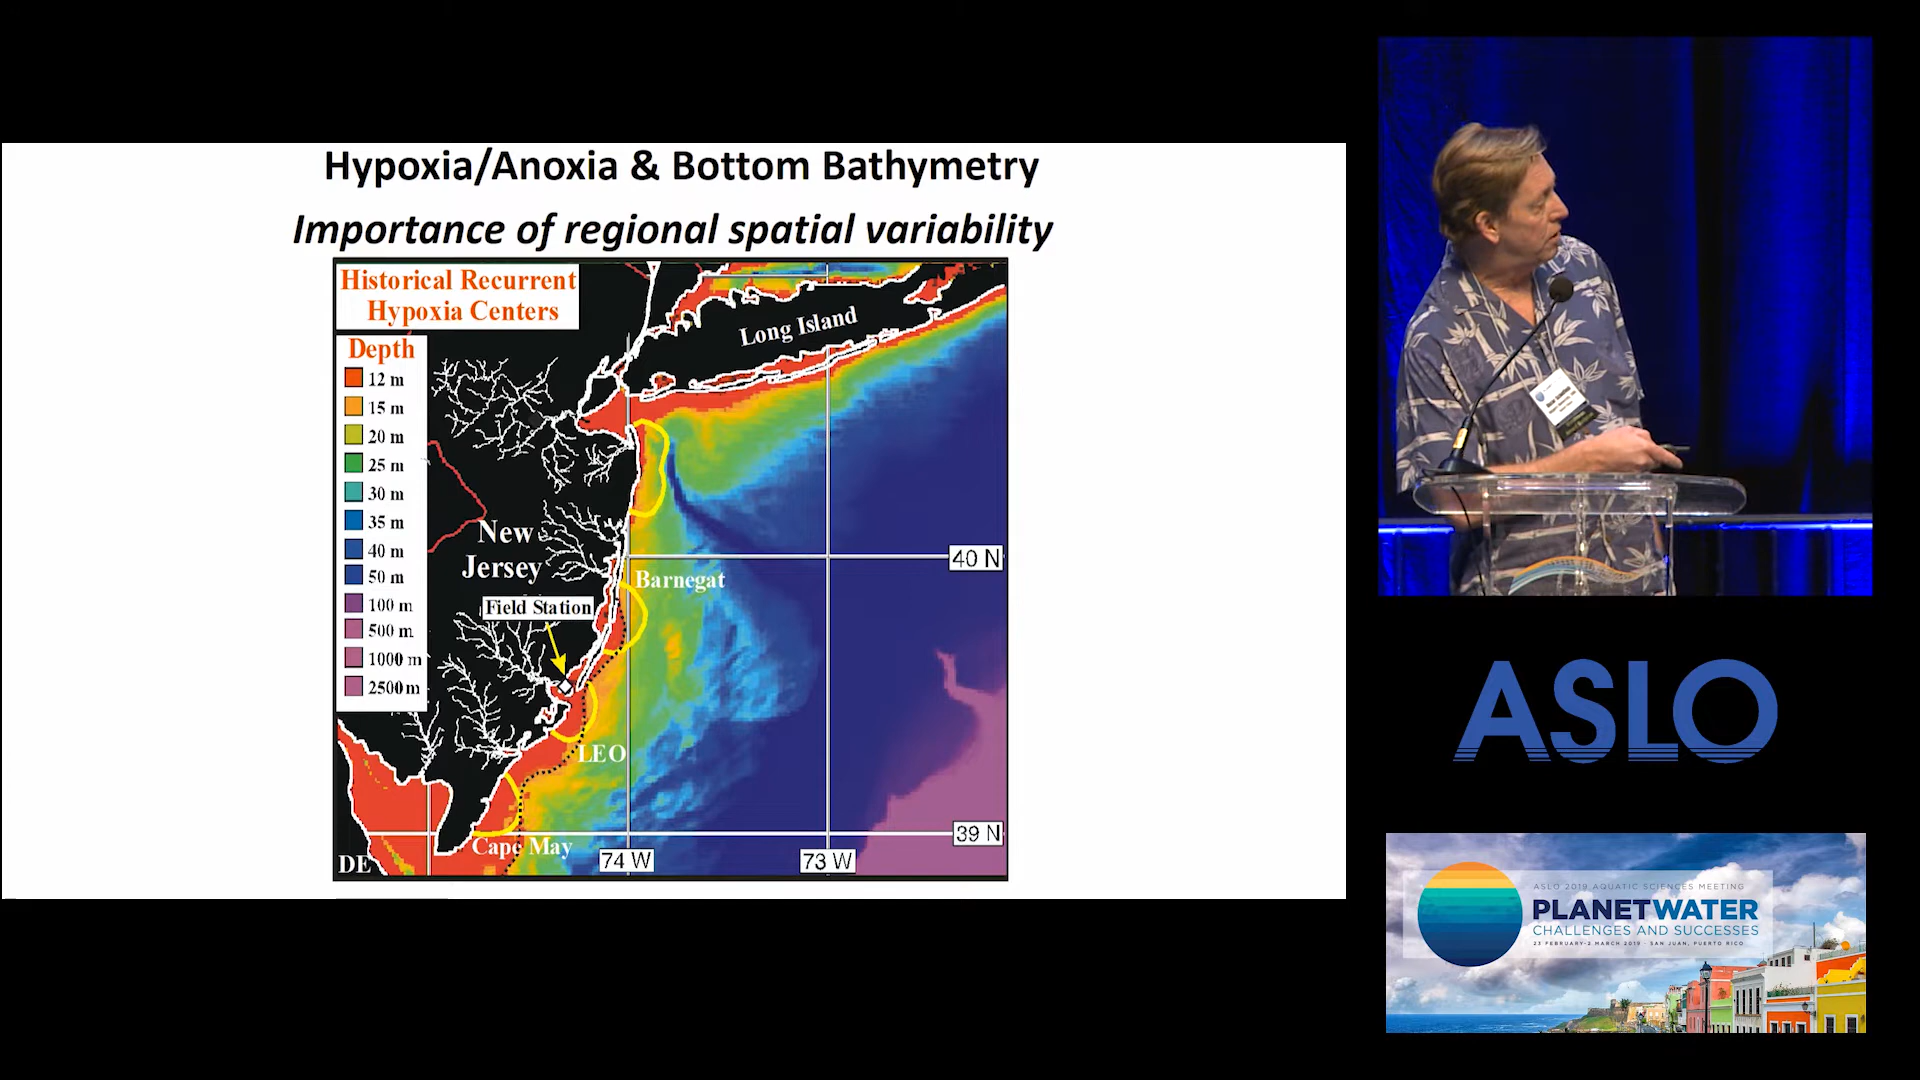 Hypoxia/Anoxia & Bottom Bathymetry
Importance of regional spatial variability
Historical Recurrent
Hypoxia Centers
Depth
12 m
15 m
20 m
25 m
30 m
35 m
40 m
50 m
100 m
500 m
1000 m
2500m
Long Island
New
Jersey
Field Station
Barnegat
LEO
Cape May
DE
40 N
39 N
74 W
73 W
ASLO
ASLO 2019 AQUATIC SCIENCES MEETING
PLANETWATER
CHALLENGES AND SUCCESSES
23 FEBRUARY-2 MARCH 2019 · SAN JUAN, PUERTO RICO